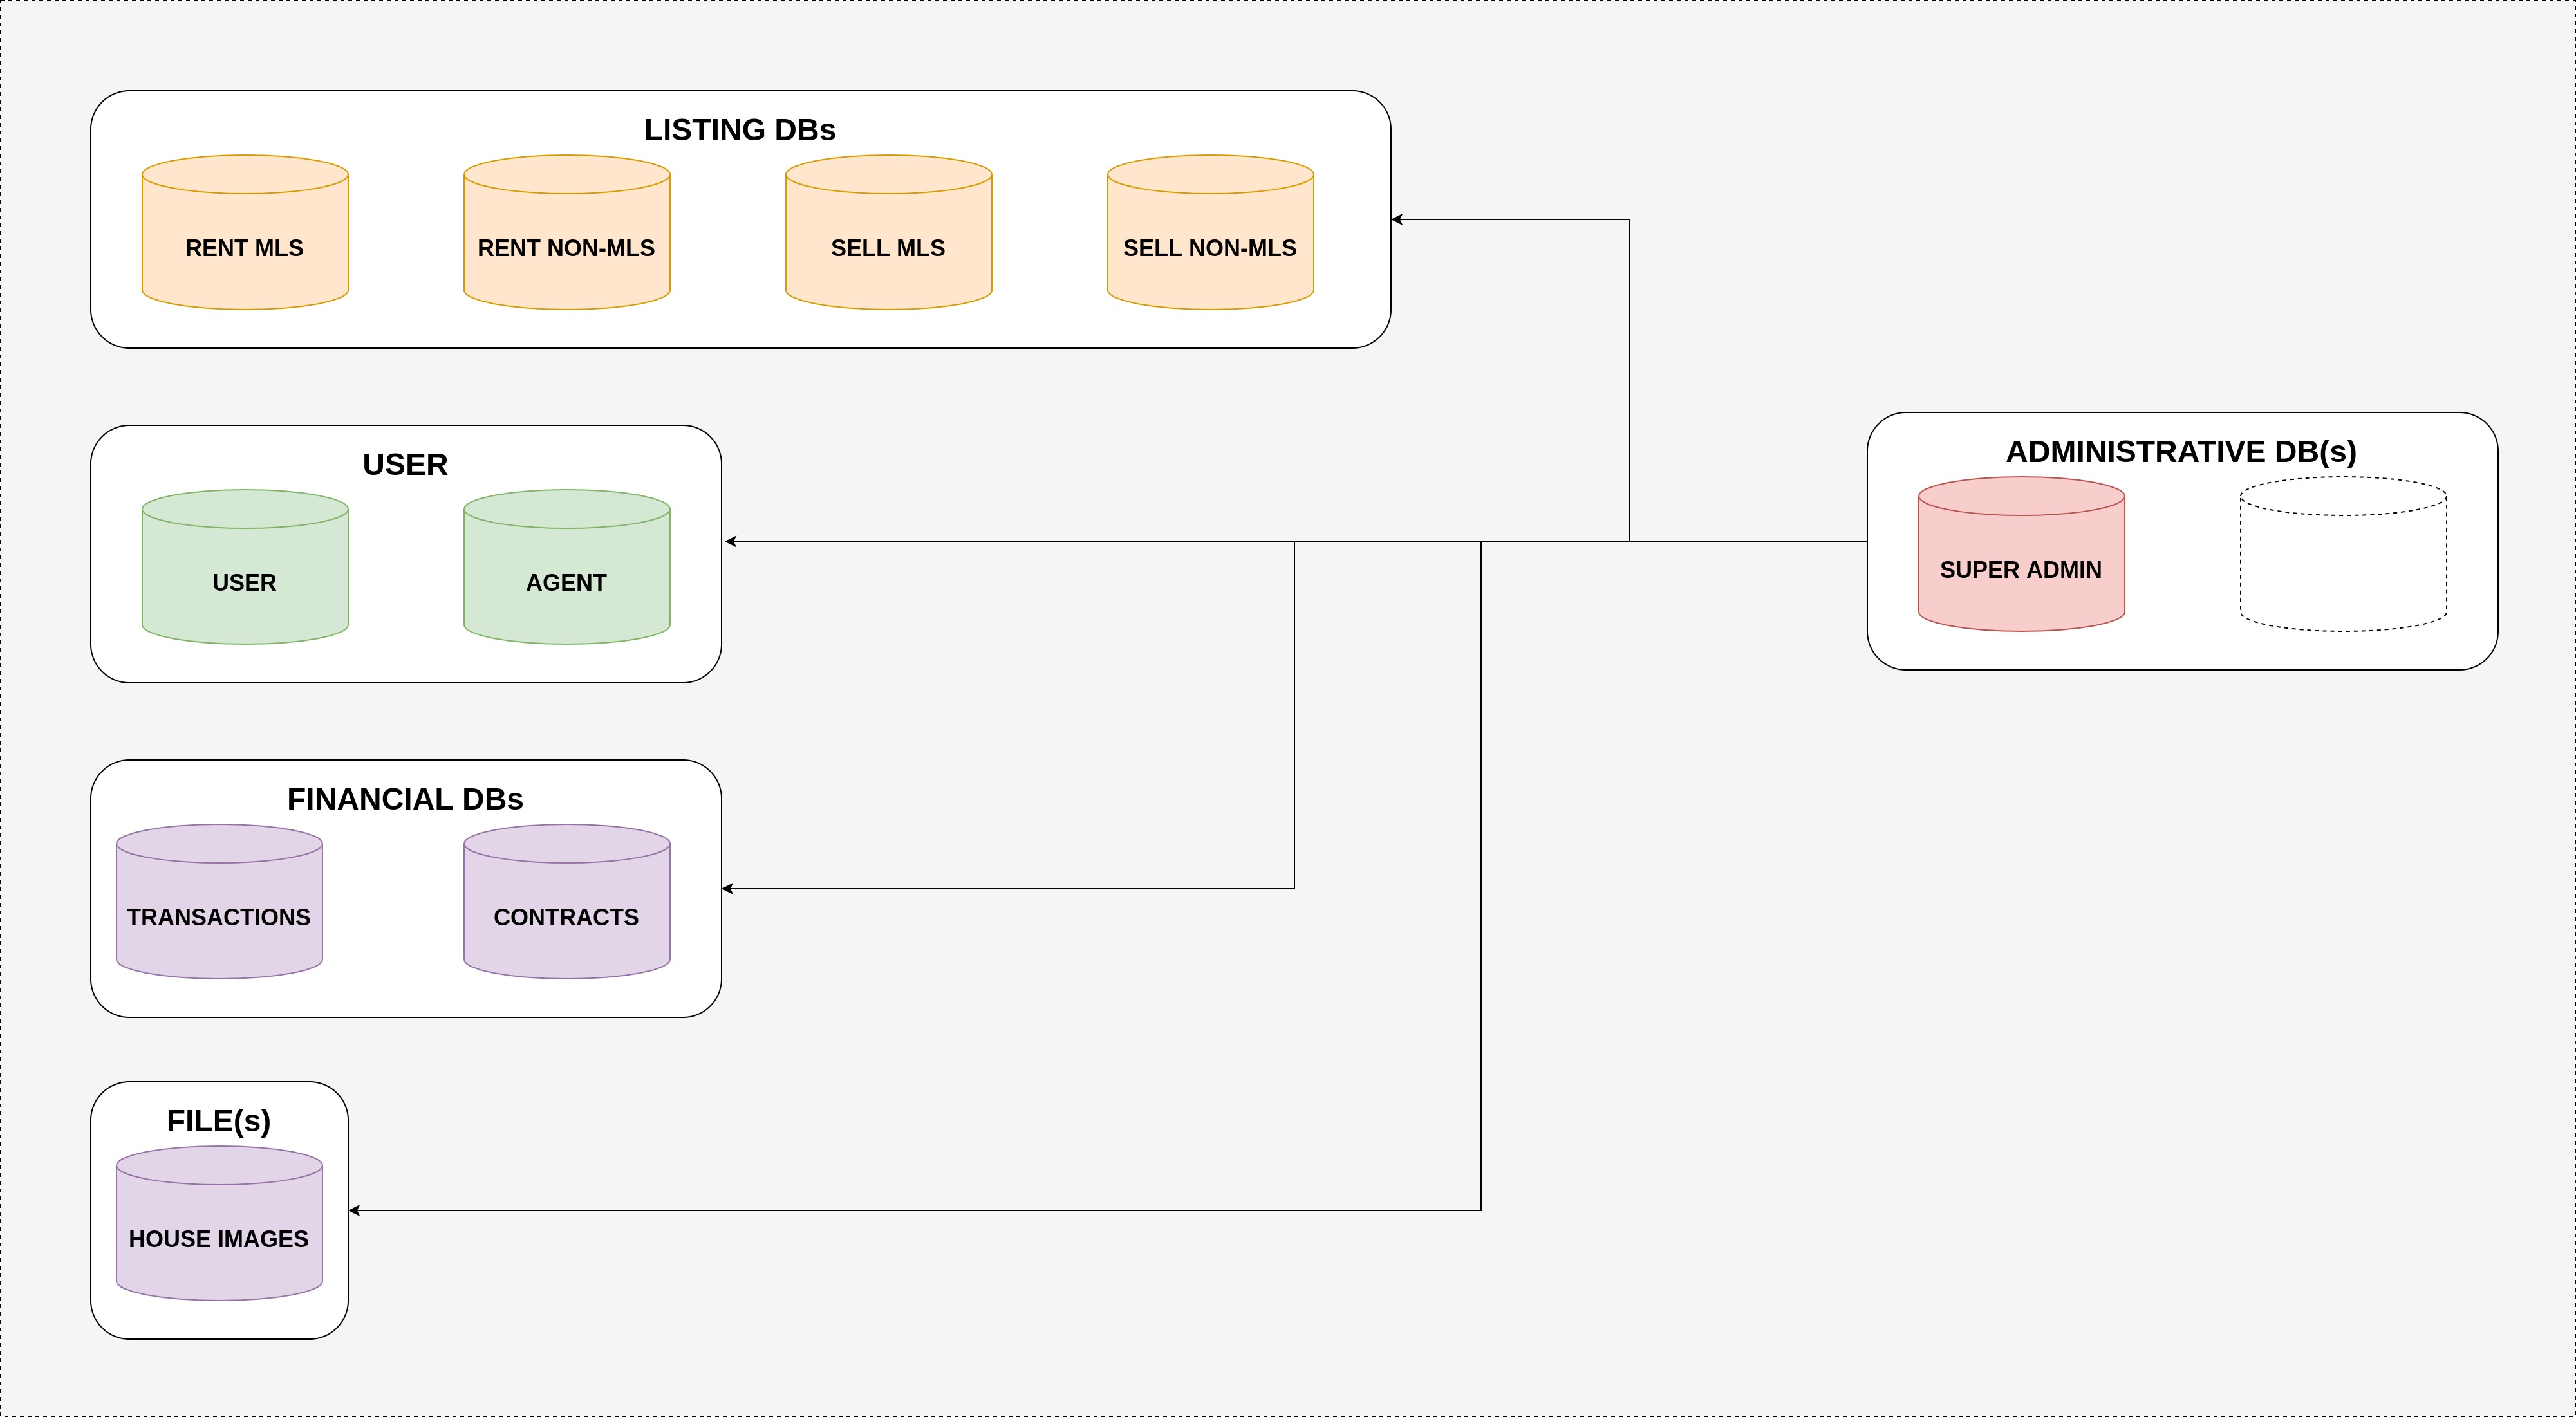 LISTING DBs
RENT MLS
RENT NON-MLS
SELL MLS
SELL NON-MLS
USER
USER
AGENT
ADMINISTRATIVE DB(s)
SUPER ADMIN
FINANCIAL DBs
TRANSACTIONS
CONTRACTS
FILE(s)
HOUSE IMAGES